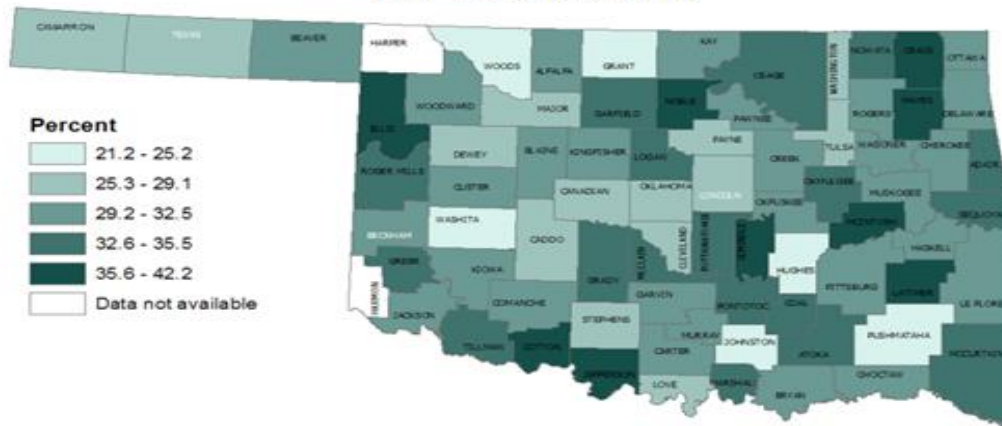 CIMARRON
TEXAS
BEAVER
HARPER
WOODS
ALFALFA
GRANT
KAY
OSAGE
WASHINGTON
NOWATA
CRAIG
OTTAWA
WOODWARD
MAJOR
GARFIELD
NOBLE
PAWNEE
ROGERS
MAYES
DELAWARE
Percent
21.2 - 25.2
25.3 - 29.1
29.2 - 32.5
32.6 - 35.5
35.6 - 42.2
Data not available
ELLIS
DEWEY
BLAINE
KINGFISHER
LOGAN
PAYNE
CREEK
TULSA
WAGONER
CHEROKEE
ADAIR
ROGER MILLS
CUSTER
CANADIAN
OKLAHOMA
LINCOLN
OKFUSKEE
OKMULGEE
MUSKOGEE
SEQUOYAH
BECKHAM
WASHITA
CADDO
GRADY
MCCLAIN
CLEVELAND
POTTAWATOMIE
SEMINOLE
HUGHES
MCINTOSH
HASKELL
GREER
KIOWA
HARMON
JACKSON
COMANCHE
STEPHENS
GARVIN
PONTOTOC
COAL
PITTSBURG
LATIMER
LE FLORE
TILLMAN
COTTON
JEFFERSON
CARTER
MURRAY
JOHNSTON
ATOKA
PUSHMATAHA
MCCURTAIN
LOVE
MARSHALL
BRYAN
CHOCTAW